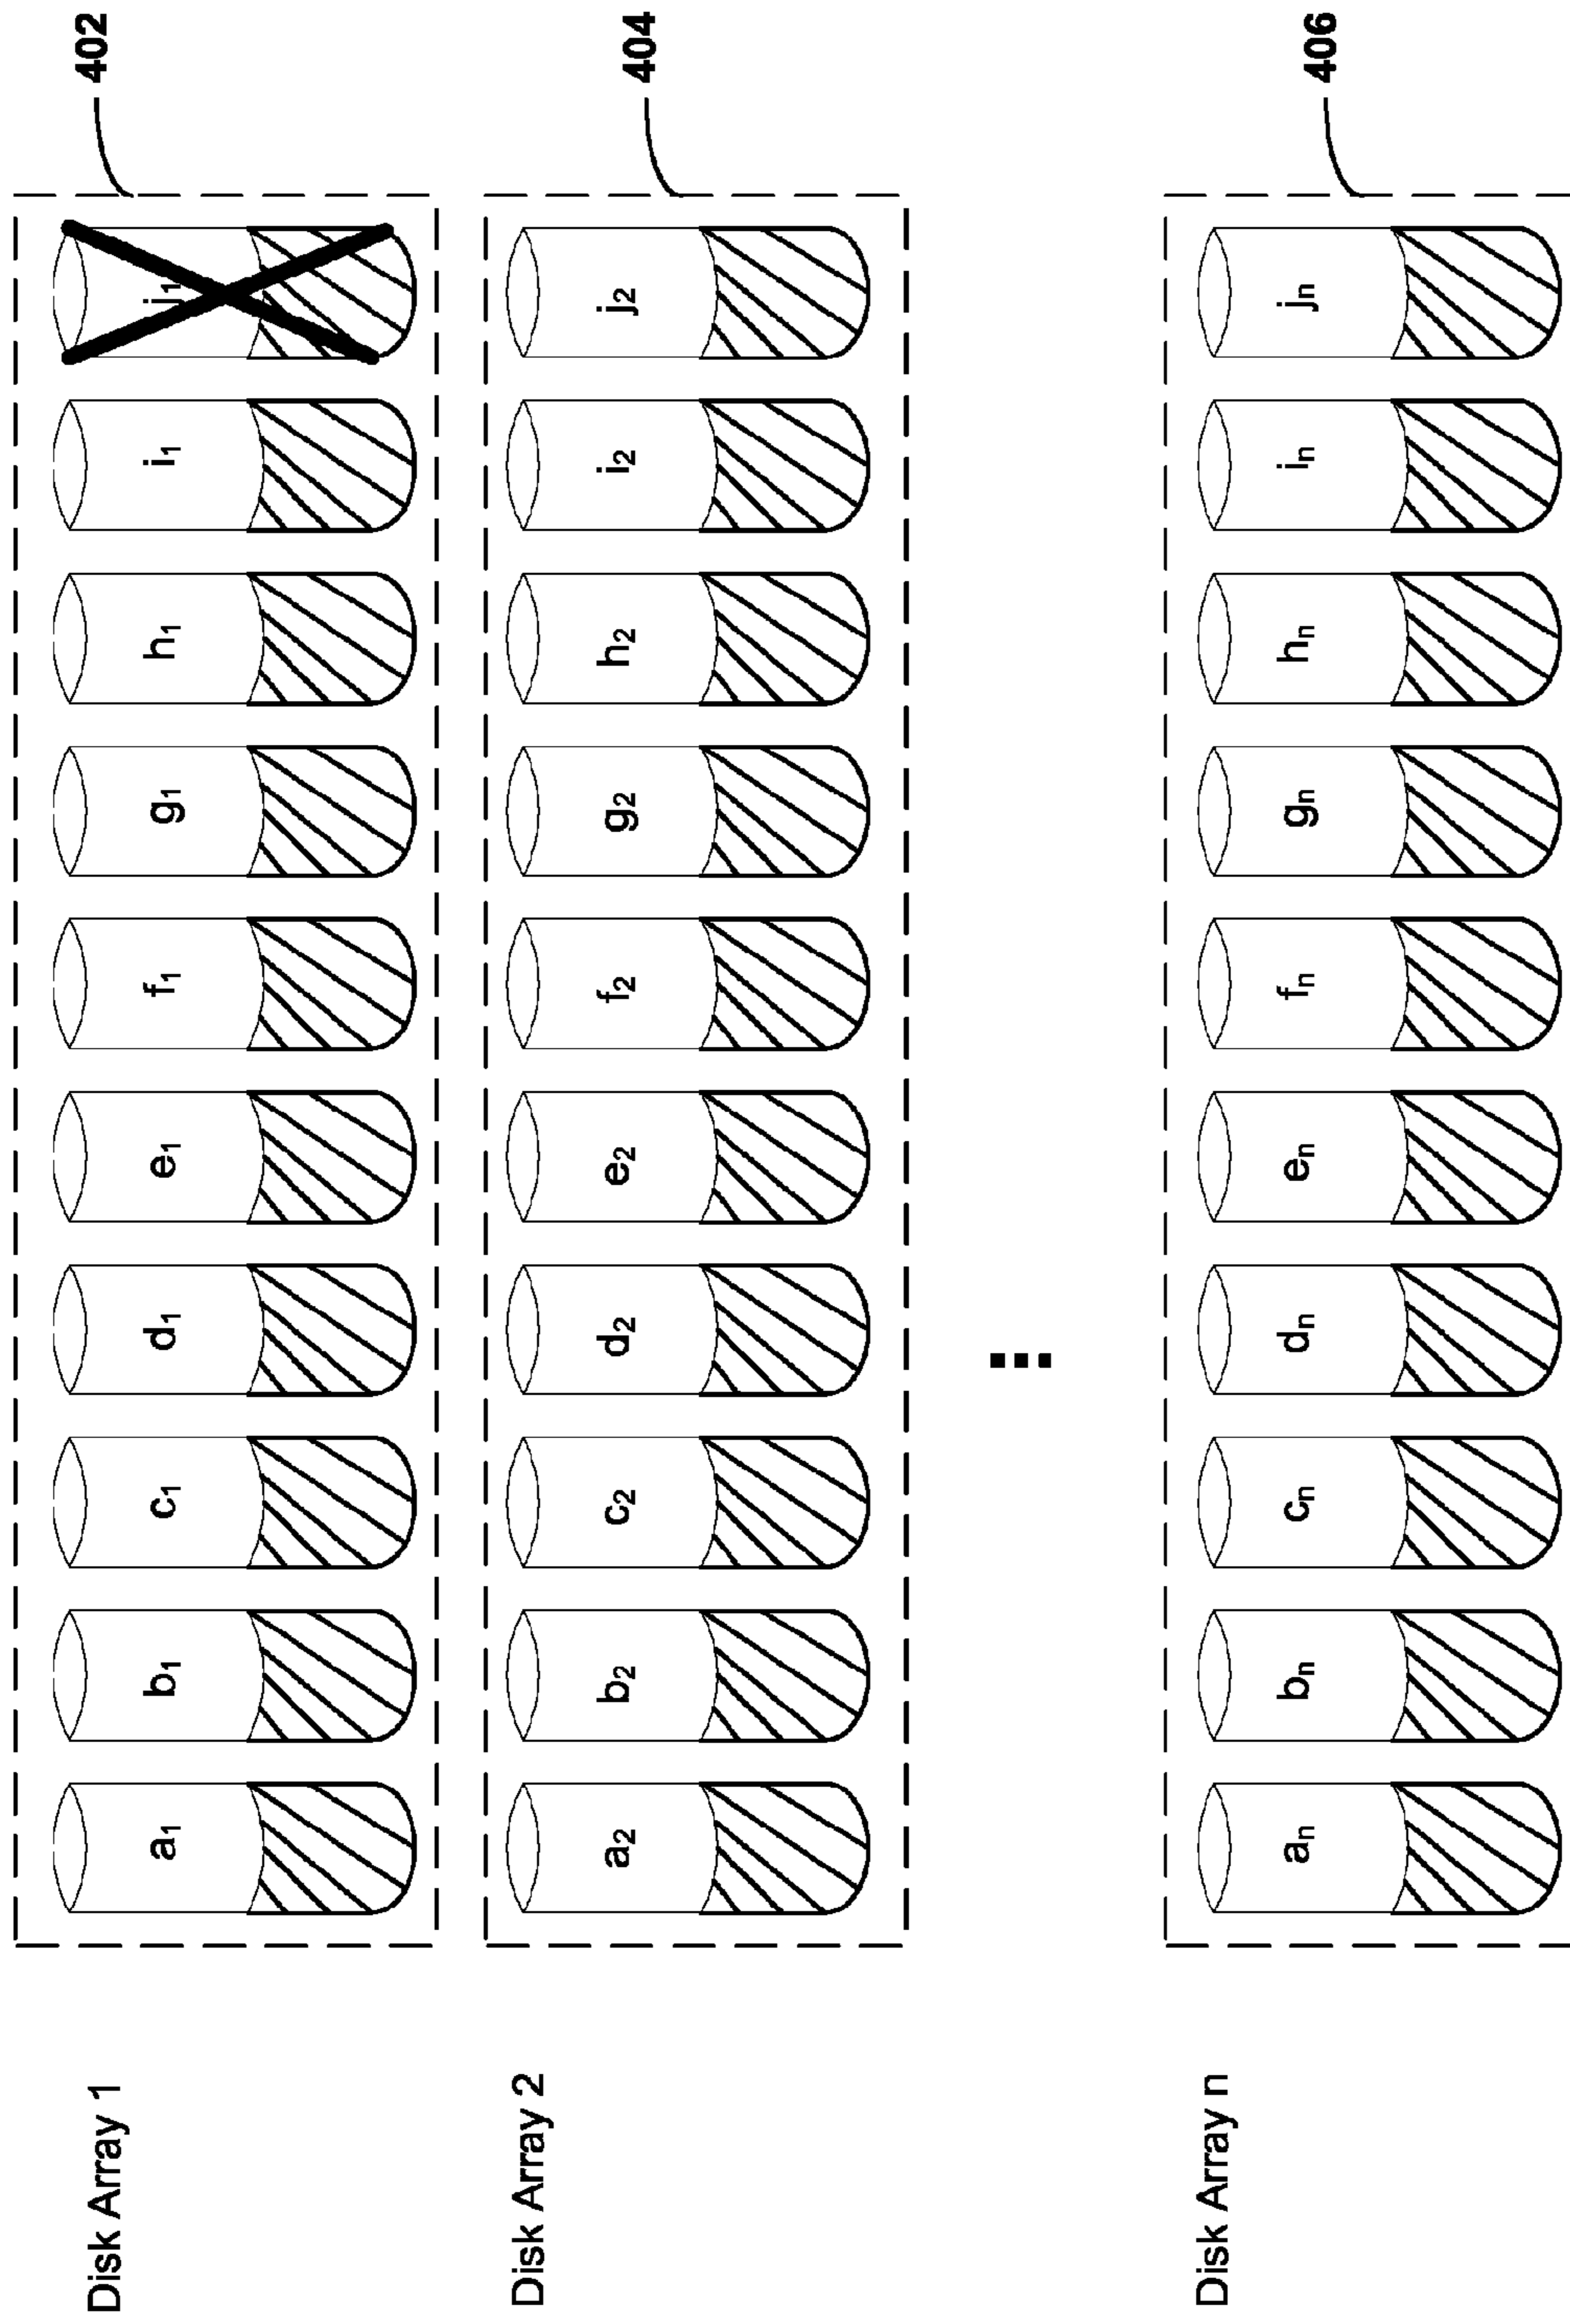 402
Disk Array 1
a₁ b₁ c₁ d₁ e₁ f₁ g₁ h₁ i₁ j₁
404
Disk Array 2
a₂ b₂ c₂ d₂ e₂ f₂ g₂ h₂ i₂ j₂
406
Disk Array n
aₙ bₙ cₙ dₙ eₙ fₙ gₙ hₙ iₙ jₙ